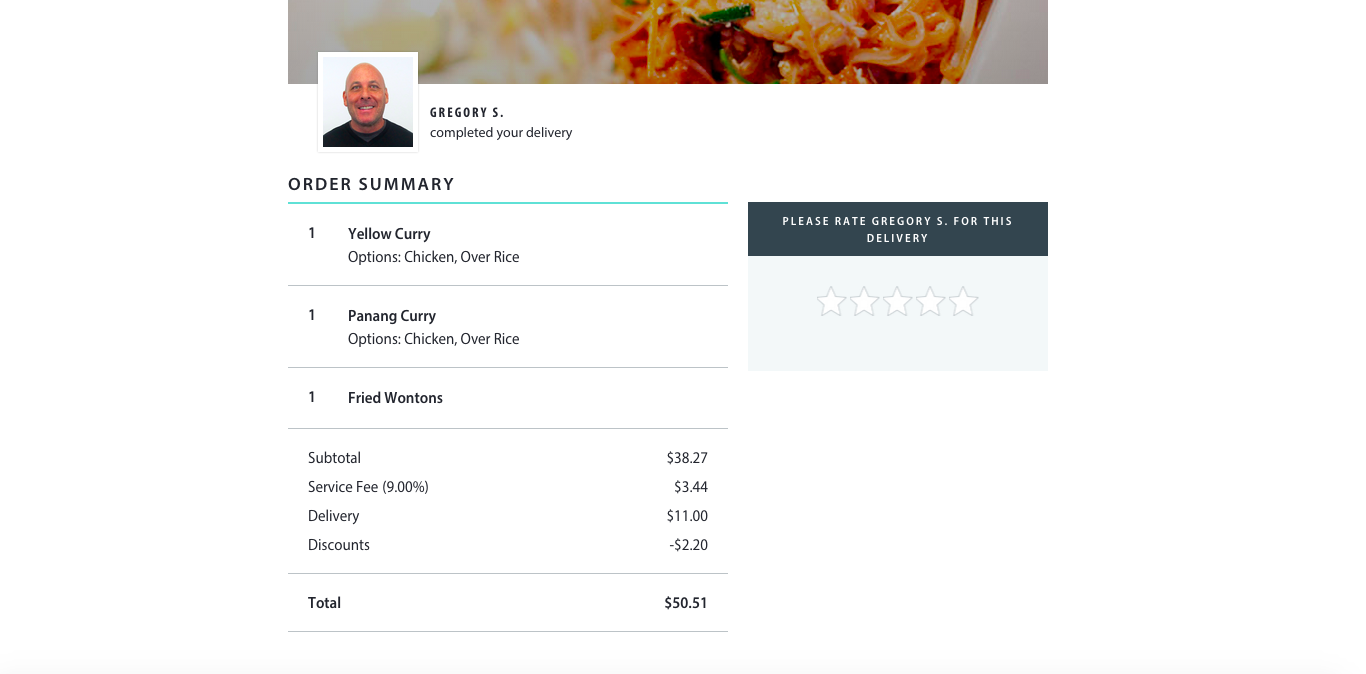 GREGORY S.
completed your delivery
ORDER SUMMARY
PLEASE RATE GREGORY S. FOR THIS
DELIVERY
1 Yellow Curry
Options: Chicken, Over Rice
1 Panang Curry
Options: Chicken, Over Rice
1 Fried Wontons
Subtotal $38.27
Service Fee (9.00%) $3.44
Delivery $11.00
Discounts -$2.20
Total $50.51